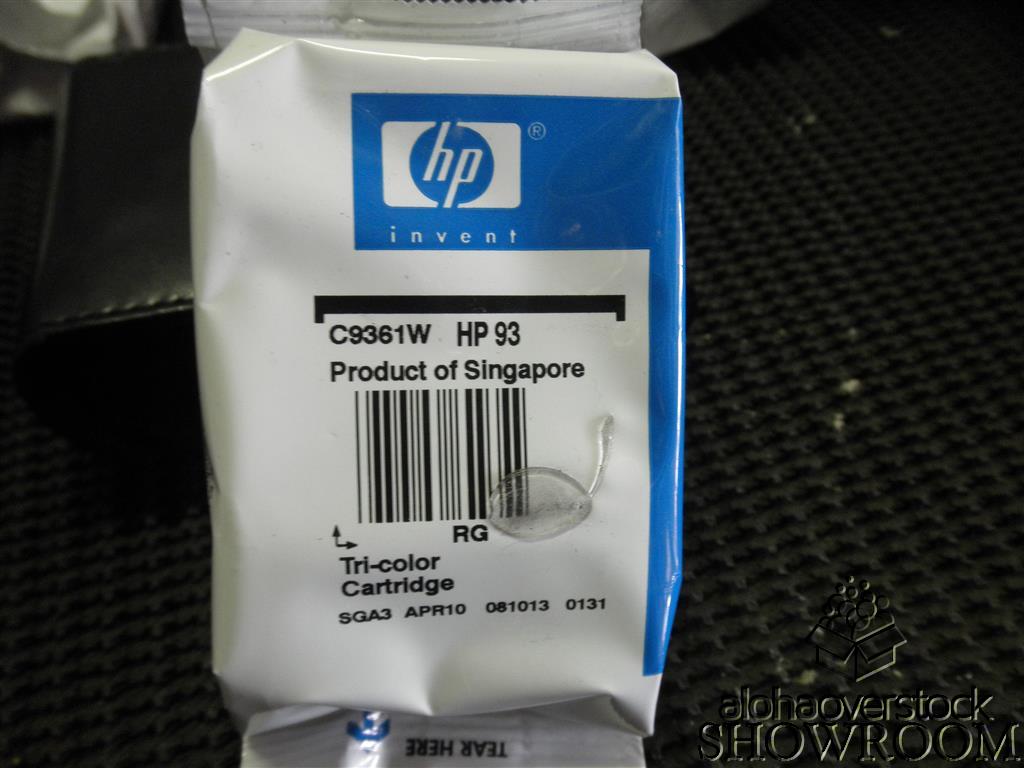 hp ®
invent
C9361W HP 93
Product of Singapore
RG
Tri-color
Cartridge
SGA3 APR10 081013 0131
TEAR HERE
alohaoverstock
SHOWROOM